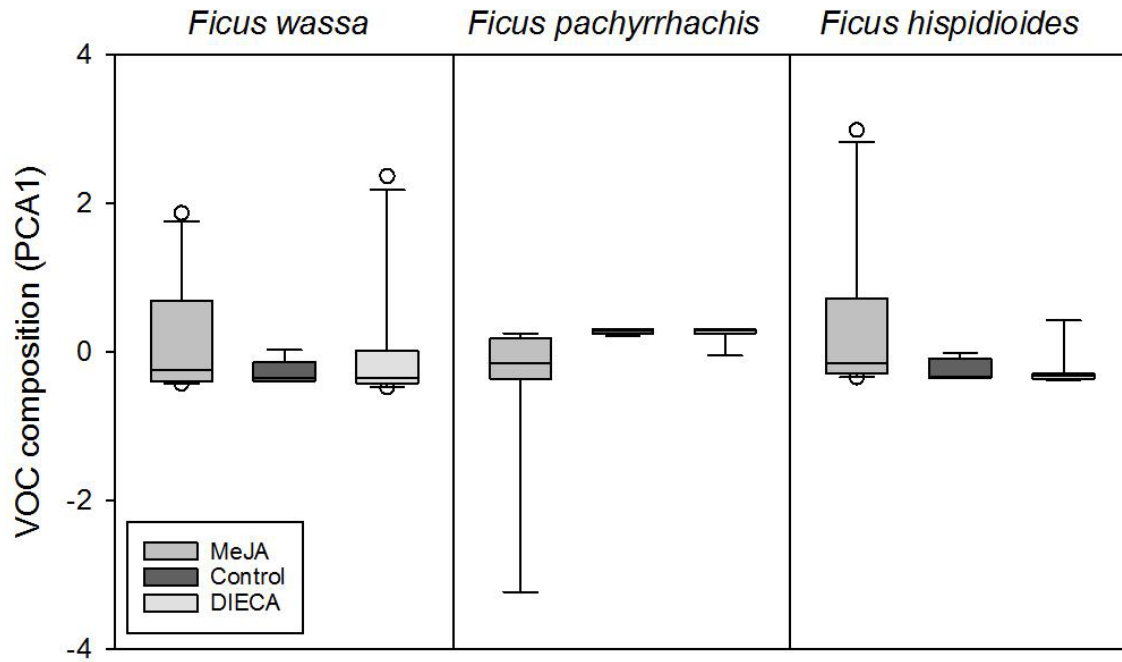 Ficus wassa
Ficus pachyrrhachis
Ficus hispidioides
VOC composition (PCA1)
4
2
0
-2
-4
MeJA
Control
DIECA